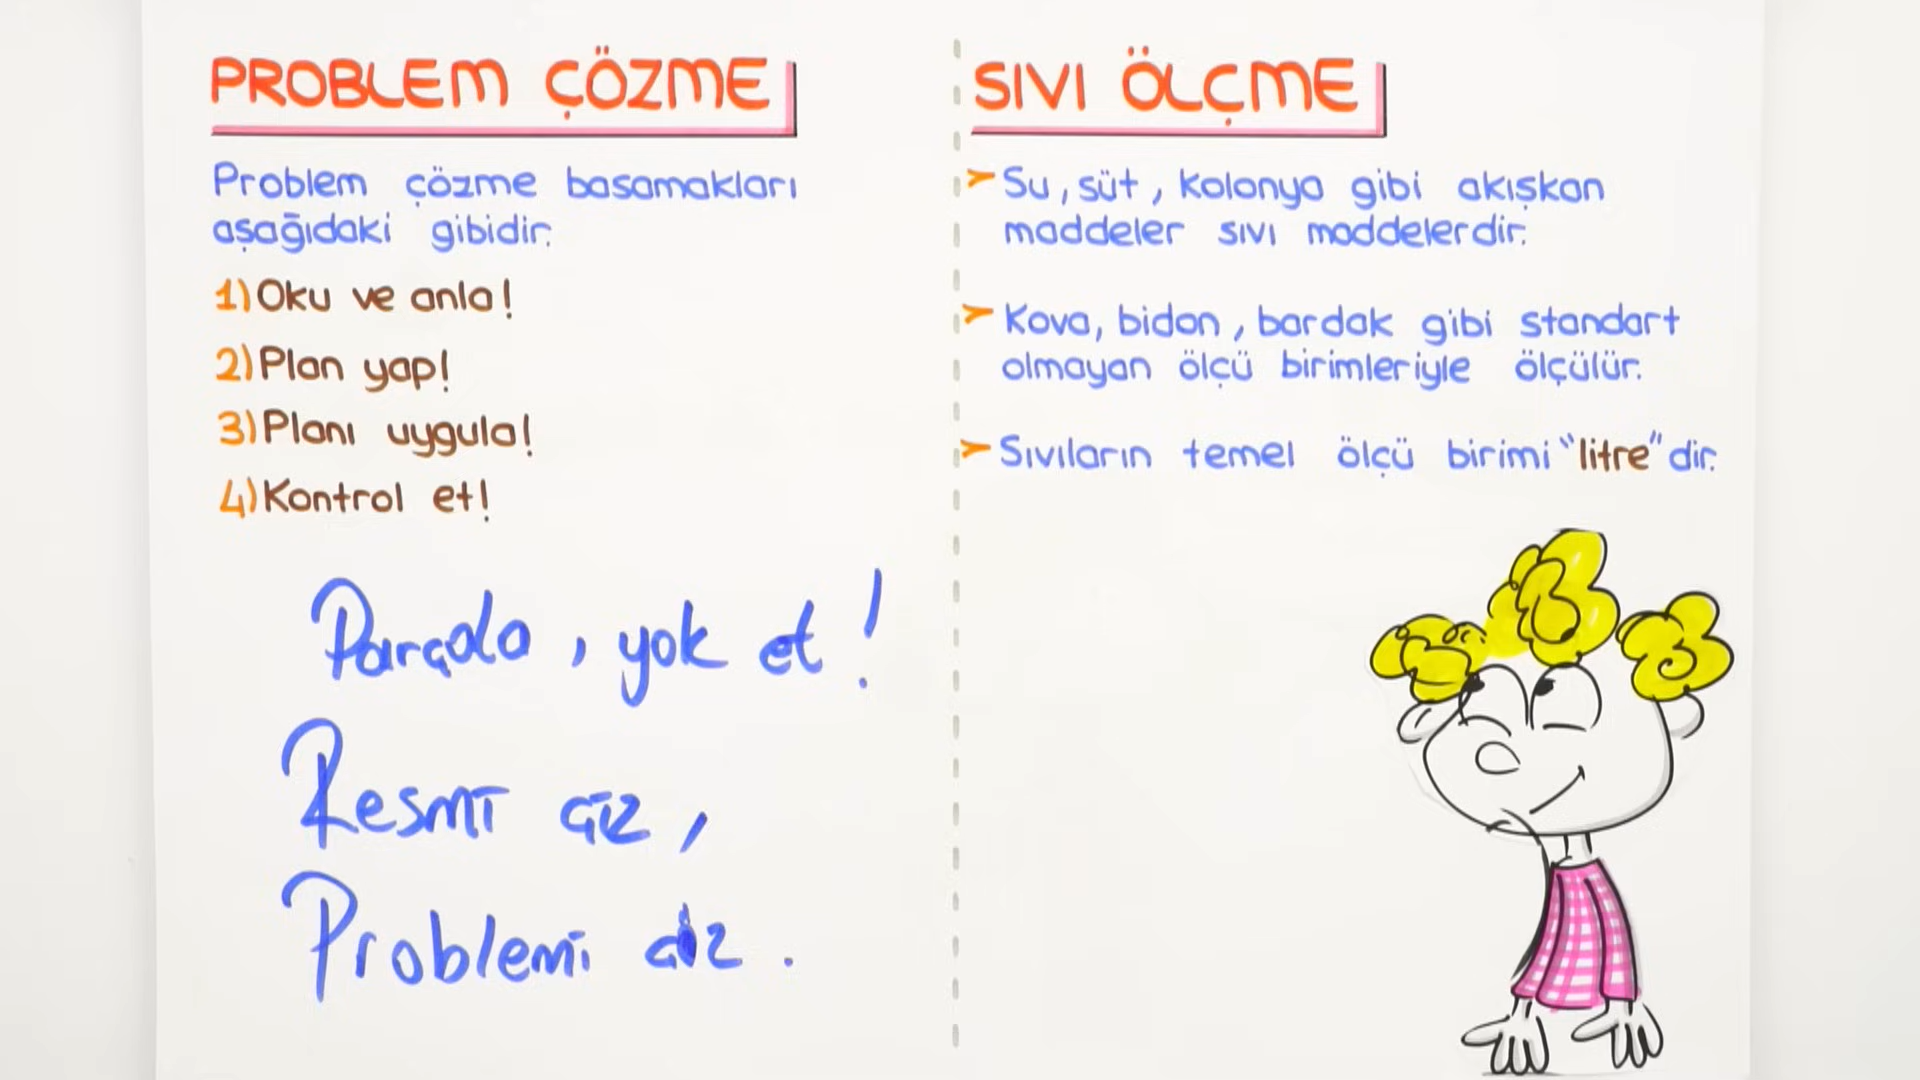 PROBLEM ÇÖZME
Problem çözme basamakları
aşağıdaki gibidir.
1) Oku ve anla!
2) Plan yap!
3) Planı uygula!
4) Kontrol et!
Parçala, yok et!
Resmi çiz,
Problemi çöz.
SIVI ÖLÇME
➤ Su, süt, kolonya gibi akışkan
maddeler sıvı maddelerdir.
➤ Kova, bidon, bardak gibi standart
olmayan ölçü birimleriyle ölçülür.
➤ Sıvıların temel ölçü birimi "litre"dir.